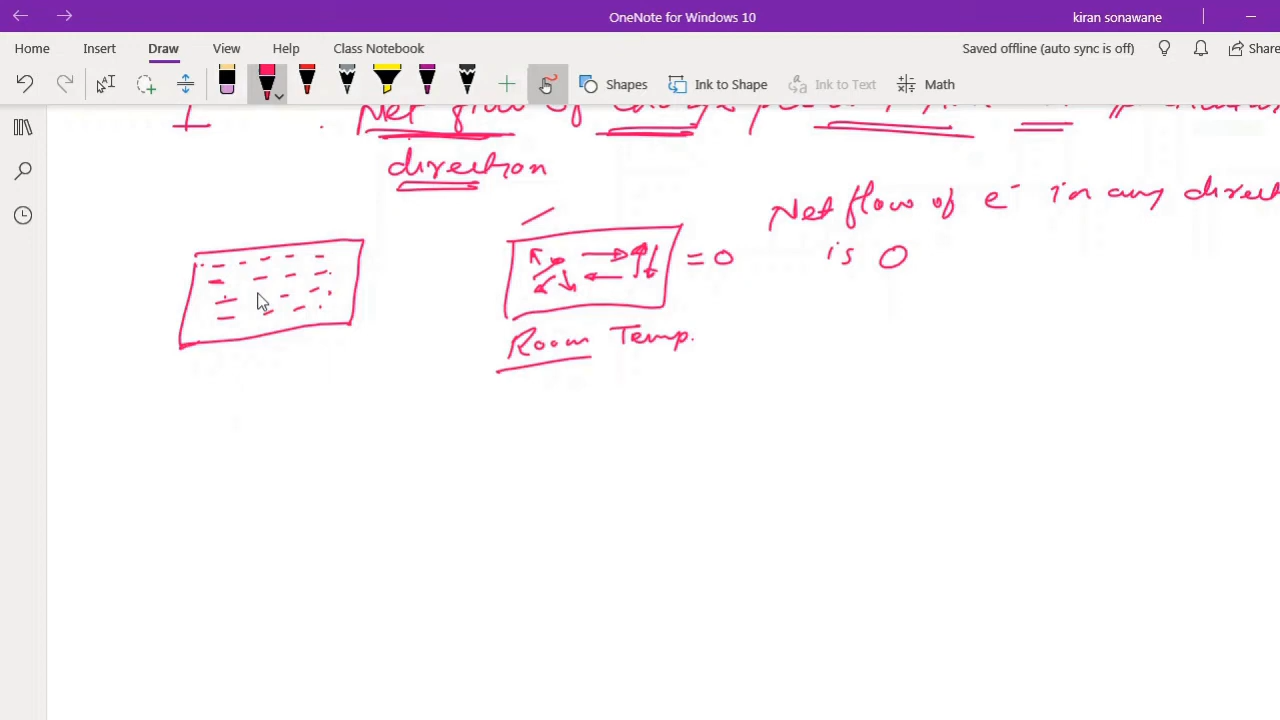 OneNote for Windows 10
kiran sonawane
Home Insert Draw View Help Class Notebook
Saved offline (auto sync is off)
Share
Shapes
Ink to Shape
Ink to Text
Math
I . Net flow of
direction
Net flow of e⁻ in any direct
is 0
= 0
Room Temp.